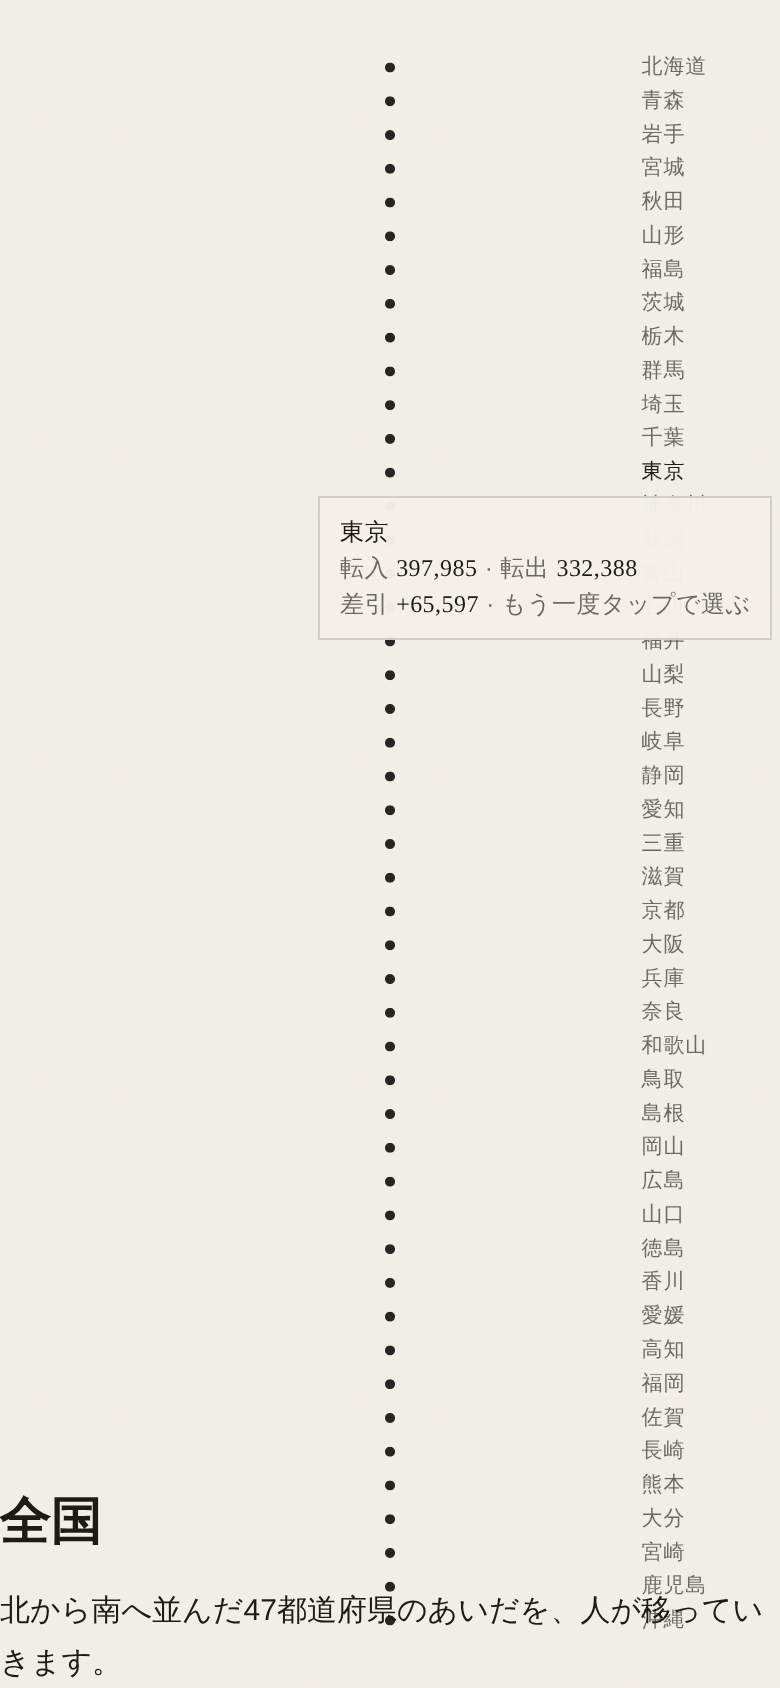 北海道
青森
岩手
宮城
秋田
山形
福島
茨城
栃木
群馬
埼玉
千葉
東京
東京
転入 397,985 · 転出 332,388
差引 +65,597 · もう一度タップで選ぶ
福井
山梨
長野
岐阜
静岡
愛知
三重
滋賀
京都
大阪
兵庫
奈良
和歌山
鳥取
島根
岡山
広島
山口
徳島
香川
愛媛
高知
福岡
佐賀
長崎
熊本
大分
宮崎
鹿児島
沖縄
全国
北から南へ並んだ47都道府県のあいだを、人が移ってい
きます。